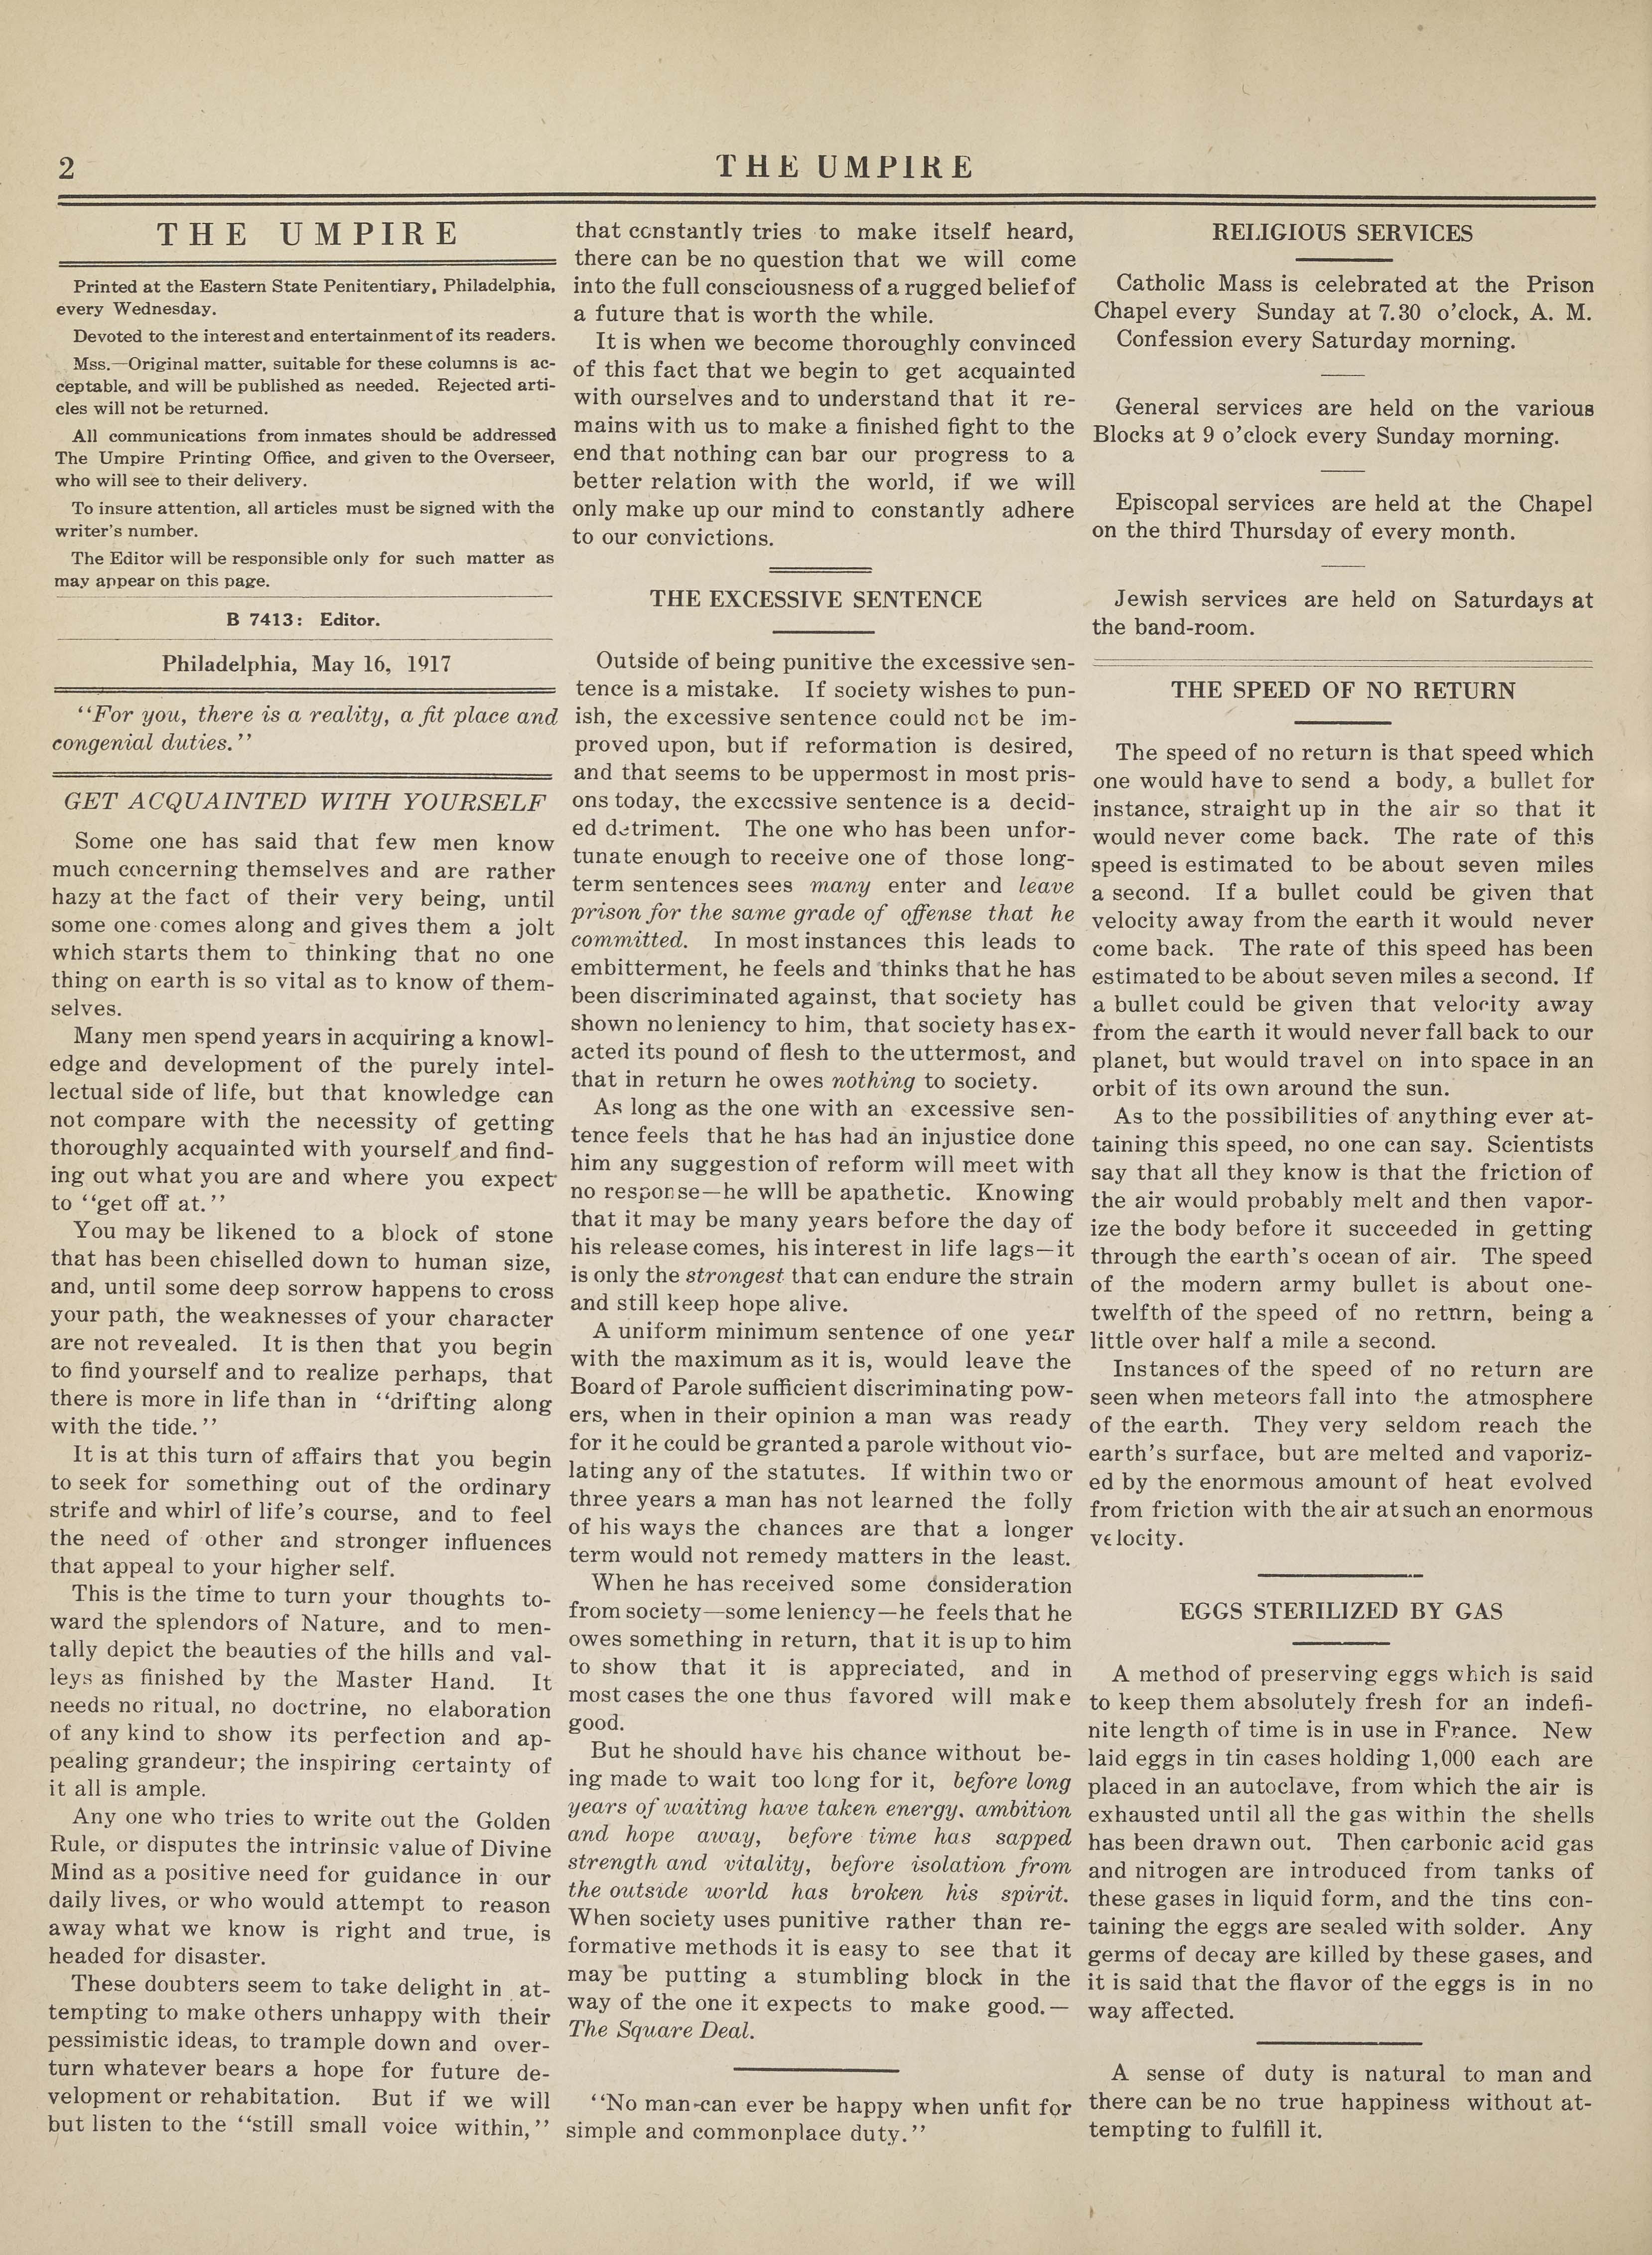 2
THE UMPIRE
THE UMPIRE
Printed at the Eastern State Penitentiary, Philadelphia,
every Wednesday.
Devoted to the interest and entertainment of its readers.
Mss.—Original matter, suitable for these columns is ac-
ceptable, and will be published as needed. Rejected arti-
cles will not be returned.
All communications from inmates should be addressed
The Umpire Printing Office, and given to the Overseer,
who will see to their delivery.
To insure attention, all articles must be signed with the
writer's number.
The Editor will be responsible only for such matter as
may appear on this page.
B 7413: Editor.
Philadelphia, May 16, 1917
‘‘For you, there is a reality, a fit place and
congenial duties.’’
GET ACQUAINTED WITH YOURSELF
Some one has said that few men know
much concerning themselves and are rather
hazy at the fact of their very being, until
some one comes along and gives them a jolt
which starts them to thinking that no one
thing on earth is so vital as to know of them-
selves.
Many men spend years in acquiring a knowl-
edge and development of the purely intel-
lectual side of life, but that knowledge can
not compare with the necessity of getting
thoroughly acquainted with yourself and find-
ing out what you are and where you expect
to ‘‘get off at.’’
You may be likened to a block of stone
that has been chiselled down to human size,
and, until some deep sorrow happens to cross
your path, the weaknesses of your character
are not revealed. It is then that you begin
to find yourself and to realize perhaps, that
there is more in life than in ‘‘drifting along
with the tide.’’
It is at this turn of affairs that you begin
to seek for something out of the ordinary
strife and whirl of life's course, and to feel
the need of other and stronger influences
that appeal to your higher self.
This is the time to turn your thoughts to-
ward the splendors of Nature, and to men-
tally depict the beauties of the hills and val-
leys as finished by the Master Hand. It
needs no ritual, no doctrine, no elaboration
of any kind to show its perfection and ap-
pealing grandeur; the inspiring certainty of
it all is ample.
Any one who tries to write out the Golden
Rule, or disputes the intrinsic value of Divine
Mind as a positive need for guidance in our
daily lives, or who would attempt to reason
away what we know is right and true, is
headed for disaster.
These doubters seem to take delight in at-
tempting to make others unhappy with their
pessimistic ideas, to trample down and over-
turn whatever bears a hope for future de-
velopment or rehabitation. But if we will
but listen to the ‘‘still small voice within,’’
that constantly tries to make itself heard,
there can be no question that we will come
into the full consciousness of a rugged belief of
a future that is worth the while.
It is when we become thoroughly convinced
of this fact that we begin to get acquainted
with ourselves and to understand that it re-
mains with us to make a finished fight to the
end that nothing can bar our progress to a
better relation with the world, if we will
only make up our mind to constantly adhere
to our convictions.
THE EXCESSIVE SENTENCE
Outside of being punitive the excessive sen-
tence is a mistake. If society wishes to pun-
ish, the excessive sentence could not be im-
proved upon, but if reformation is desired,
and that seems to be uppermost in most pris-
ons today, the excessive sentence is a decid-
ed detriment. The one who has been unfor-
tunate enough to receive one of those long-
term sentences sees many enter and leave
prison for the same grade of offense that he
committed. In most instances this leads to
embitterment, he feels and thinks that he has
been discriminated against, that society has
shown no leniency to him, that society has ex-
acted its pound of flesh to the uttermost, and
that in return he owes nothing to society.
As long as the one with an excessive sen-
tence feels that he has had an injustice done
him any suggestion of reform will meet with
no response—he wlll be apathetic. Knowing
that it may be many years before the day of
his release comes, his interest in life lags—it
is only the strongest that can endure the strain
and still keep hope alive.
A uniform minimum sentence of one year
with the maximum as it is, would leave the
Board of Parole sufficient discriminating pow-
ers, when in their opinion a man was ready
for it he could be granted a parole without vio-
lating any of the statutes. If within two or
three years a man has not learned the folly
of his ways the chances are that a longer
term would not remedy matters in the least.
When he has received some consideration
from society—some leniency—he feels that he
owes something in return, that it is up to him
to show that it is appreciated, and in
most cases the one thus favored will make
good.
But he should have his chance without be-
ing made to wait too long for it, before long
years of waiting have taken energy, ambition
and hope away, before time has sapped
strength and vitality, before isolation from
the outside world has broken his spirit.
When society uses punitive rather than re-
formative methods it is easy to see that it
may be putting a stumbling block in the
way of the one it expects to make good.—
The Square Deal.
‘‘No man can ever be happy when unfit for
simple and commonplace duty.’’
RELIGIOUS SERVICES
Catholic Mass is celebrated at the Prison
Chapel every Sunday at 7.30 o'clock, A. M.
Confession every Saturday morning.
General services are held on the various
Blocks at 9 o'clock every Sunday morning.
Episcopal services are held at the Chapel
on the third Thursday of every month.
Jewish services are held on Saturdays at
the band-room.
THE SPEED OF NO RETURN
The speed of no return is that speed which
one would have to send a body, a bullet for
instance, straight up in the air so that it
would never come back. The rate of this
speed is estimated to be about seven miles
a second. If a bullet could be given that
velocity away from the earth it would never
come back. The rate of this speed has been
estimated to be about seven miles a second. If
a bullet could be given that velocity away
from the earth it would never fall back to our
planet, but would travel on into space in an
orbit of its own around the sun.
As to the possibilities of anything ever at-
taining this speed, no one can say. Scientists
say that all they know is that the friction of
the air would probably melt and then vapor-
ize the body before it succeeded in getting
through the earth's ocean of air. The speed
of the modern army bullet is about one-
twelfth of the speed of no retnrn, being a
little over half a mile a second.
Instances of the speed of no return are
seen when meteors fall into the atmosphere
of the earth. They very seldom reach the
earth's surface, but are melted and vaporiz-
ed by the enormous amount of heat evolved
from friction with the air at such an enormous
velocity.
EGGS STERILIZED BY GAS
A method of preserving eggs which is said
to keep them absolutely fresh for an indefi-
nite length of time is in use in France. New
laid eggs in tin cases holding 1,000 each are
placed in an autoclave, from which the air is
exhausted until all the gas within the shells
has been drawn out. Then carbonic acid gas
and nitrogen are introduced from tanks of
these gases in liquid form, and the tins con-
taining the eggs are sealed with solder. Any
germs of decay are killed by these gases, and
it is said that the flavor of the eggs is in no
way affected.
A sense of duty is natural to man and
there can be no true happiness without at-
tempting to fulfill it.